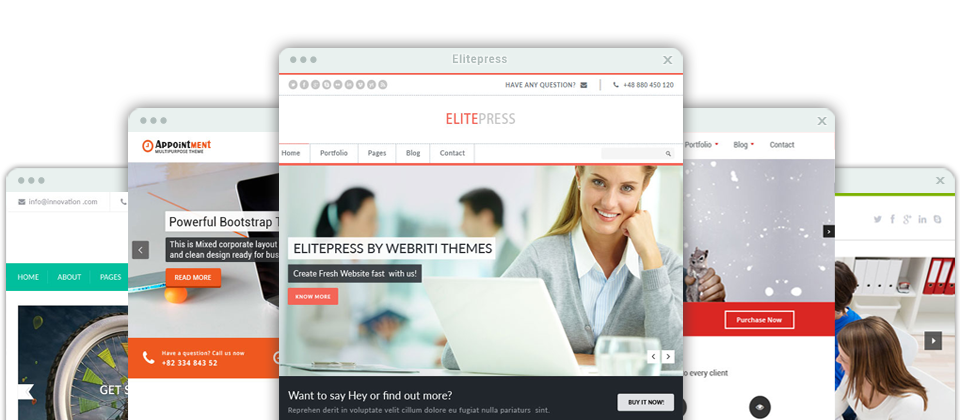 Elitepress
HAVE ANY QUESTION?
+48 880 450 120
ELITEPRESS
Home
Portfolio
Pages
Blog
Contact
ELITEPRESS BY WEBRITI THEMES
Create Fresh Website fast with us!
KNOW MORE
Want to say Hey or find out more?
Reprehen derit in voluptate velit cillum dolore eu fugiat nulla pariaturs sint.
BUY IT NOW!
APPOINTMENT
MULTIPURPOSE THEME
Powerful Bootstrap T
This is Mixed corporate layout
and clean design ready for bus
READ MORE
Have a question? Call us now
+82 334 843 52
Portfolio
Blog
Contact
Purchase Now
o every client
info@innovation .com
HOME
ABOUT
PAGES
GET S